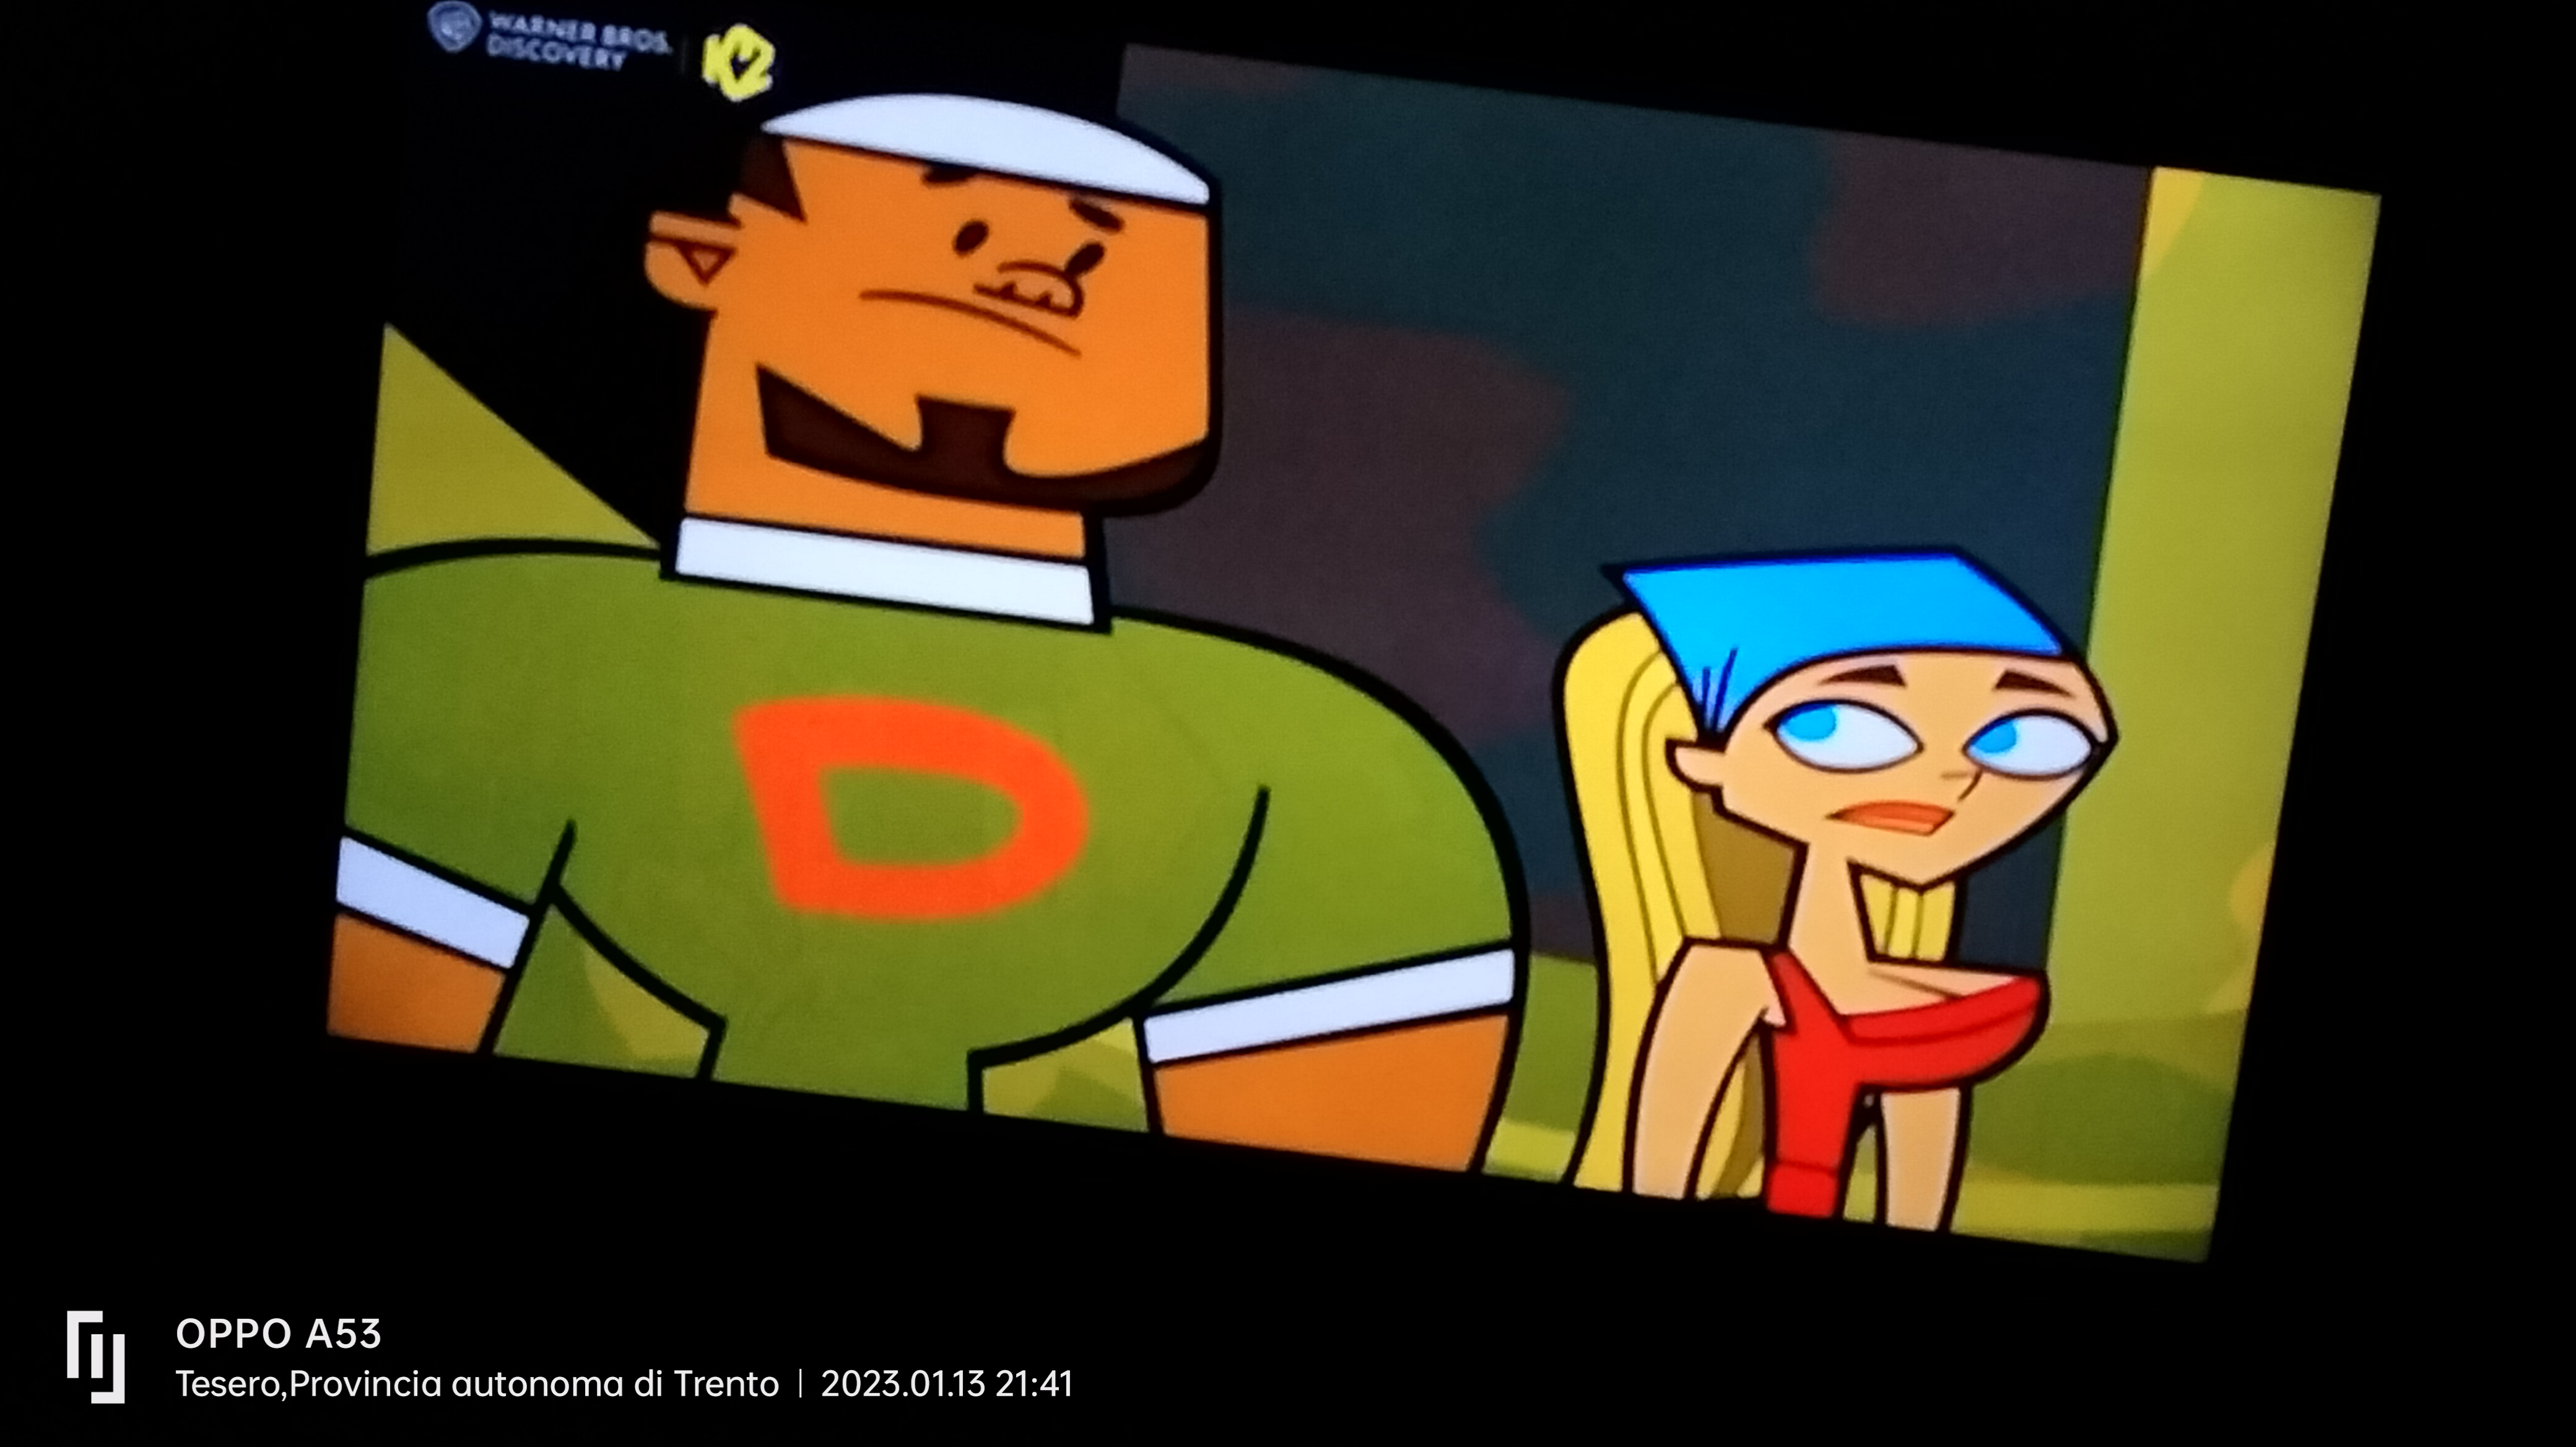 WARNER BROS.
DISCOVERY
K2
D
OPPO A53
Tesero,Provincia autonoma di Trento | 2023.01.13 21:41